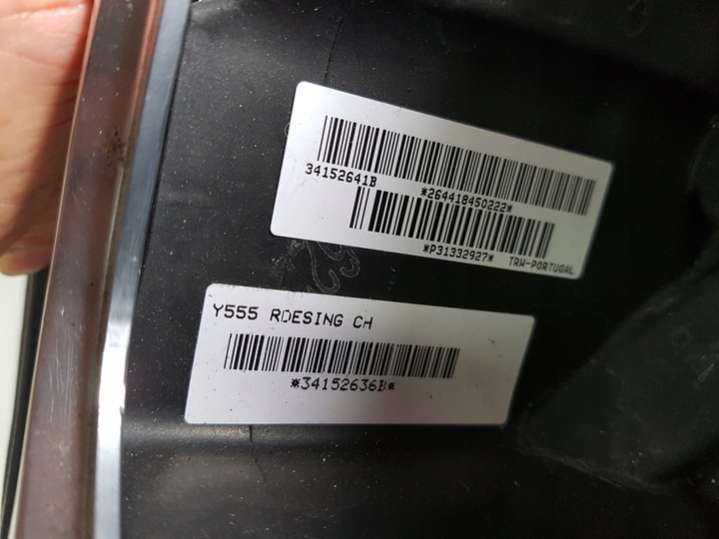 34152641B *264418450222*
*P31332927* TRW-PORTUGAL
Y555 RDESING CH
*34152636B*